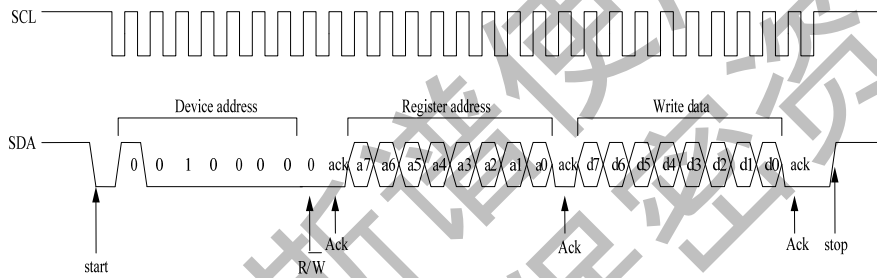 SCL
Device address
Register address
Write data
SDA
0 0 1 0 0 0 0 0 ack a7 a6 a5 a4 a3 a2 a1 a0 ack d7 d6 d5 d4 d3 d2 d1 d0 ack
Ack
Ack
Ack
stop
start
R/W